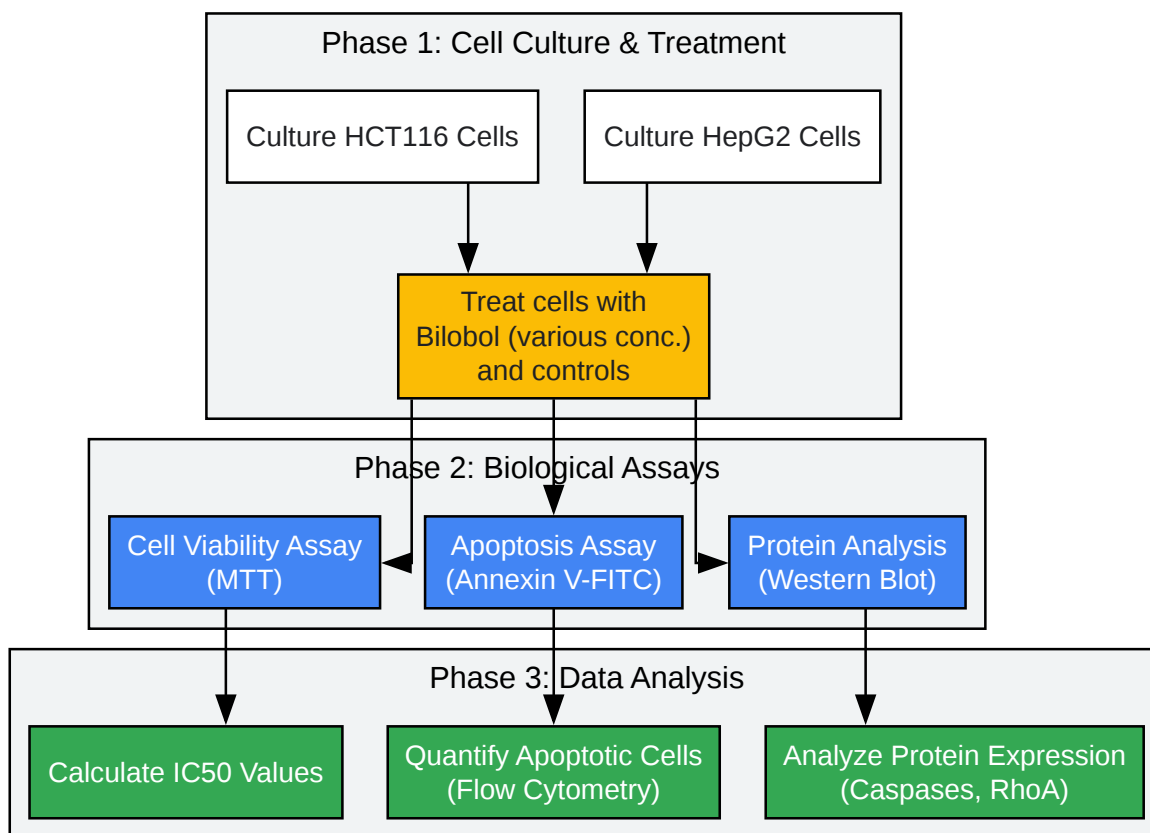 Phase 1: Cell Culture & Treatment
Culture HCT116 Cells
Culture HepG2 Cells
Treat cells with
Bilobol (various conc.)
and controls
Phase 2: Biological Assays
Cell Viability Assay
(MTT)
Apoptosis Assay
(Annexin V-FITC)
Protein Analysis
(Western Blot)
Phase 3: Data Analysis
Calculate IC50 Values
Quantify Apoptotic Cells
(Flow Cytometry)
Analyze Protein Expression
(Caspases, RhoA)